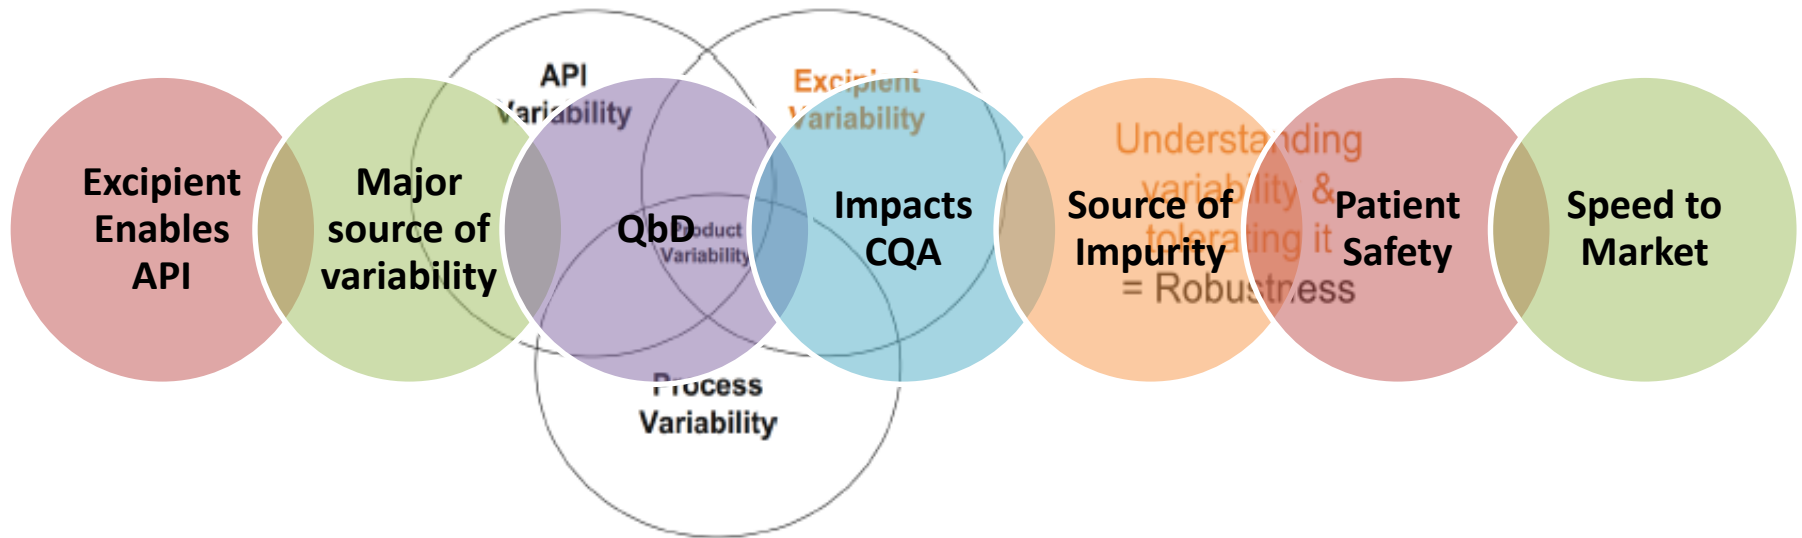 API
Variability
Excipient
Variability
Understanding
variability &
tolerating it
= Robustness
Product
Variability
Process
Variability
Excipient
Enables
API
Major
source of
variability
QbD
Impacts
CQA
Source of
Impurity
Patient
Safety
Speed to
Market